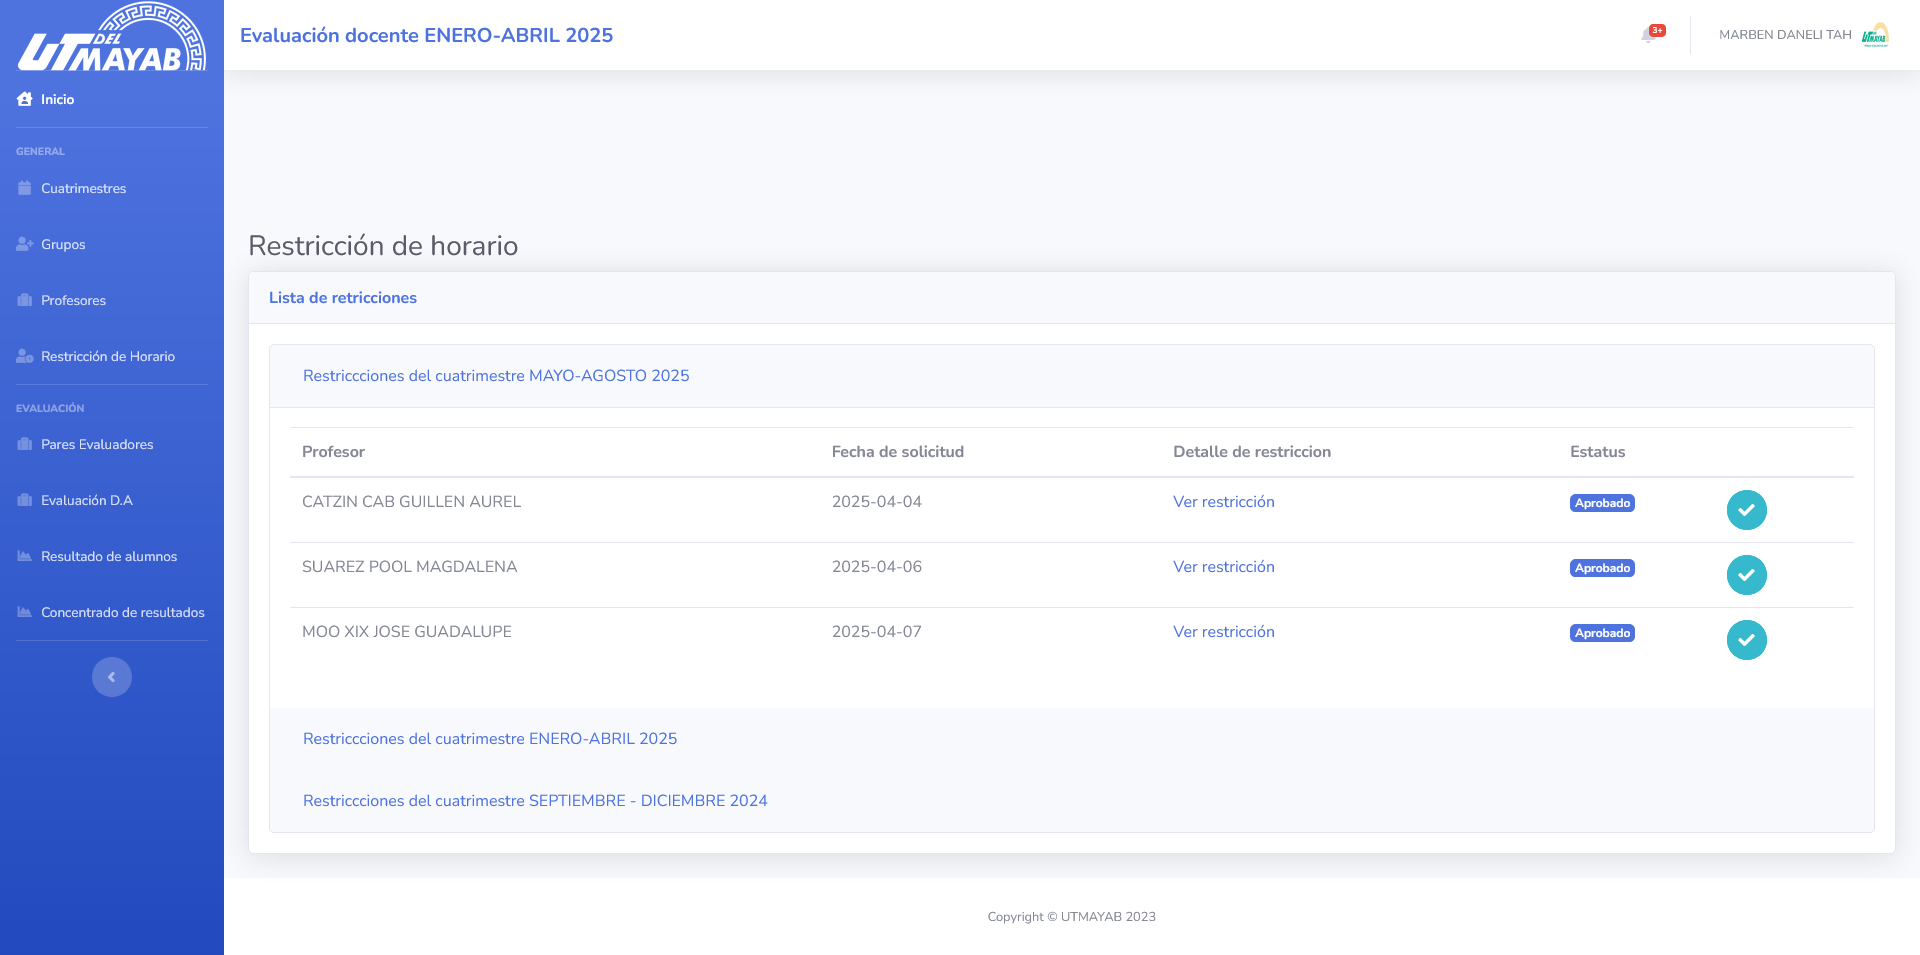 UT DEL MAYAB
Evaluación docente ENERO-ABRIL 2025
3+
MARBEN DANELI TAH
Inicio
GENERAL
Cuatrimestres
Grupos
Profesores
Restricción de Horario
EVALUACIÓN
Pares Evaluadores
Evaluación D.A
Resultado de alumnos
Concentrado de resultados
Restricción de horario
Lista de retricciones
Restriccciones del cuatrimestre MAYO-AGOSTO 2025
Profesor Fecha de solicitud Detalle de restriccion Estatus
CATZIN CAB GUILLEN AUREL 2025-04-04 Ver restricción Aprobado
SUAREZ POOL MAGDALENA 2025-04-06 Ver restricción Aprobado
MOO XIX JOSE GUADALUPE 2025-04-07 Ver restricción Aprobado
Restriccciones del cuatrimestre ENERO-ABRIL 2025
Restriccciones del cuatrimestre SEPTIEMBRE - DICIEMBRE 2024
Copyright © UTMAYAB 2023